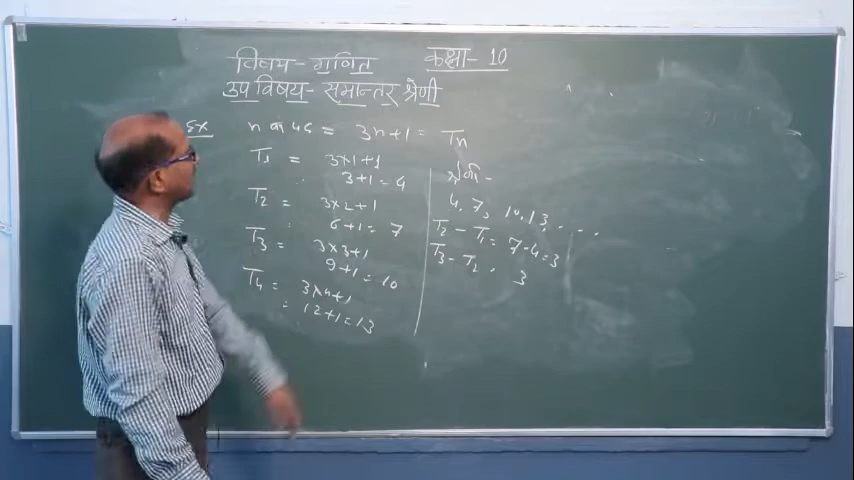 विषय- गणित कक्षा- 10
उप विषय- समान्तर श्रेणी
Ex n वां पद = 3n+1 = Tn
T1 = 3×1+1
3+1 = 4
T2 = 3×2+1
6+1 = 7
T3 = 3×3+1
9+1 = 10
T4 = 3×4+1
= 12+1 = 13
श्रेणी -
4, 7, 10, 13, ....
T2 - T1 = 7-4 = 3
T3 - T2 . 3